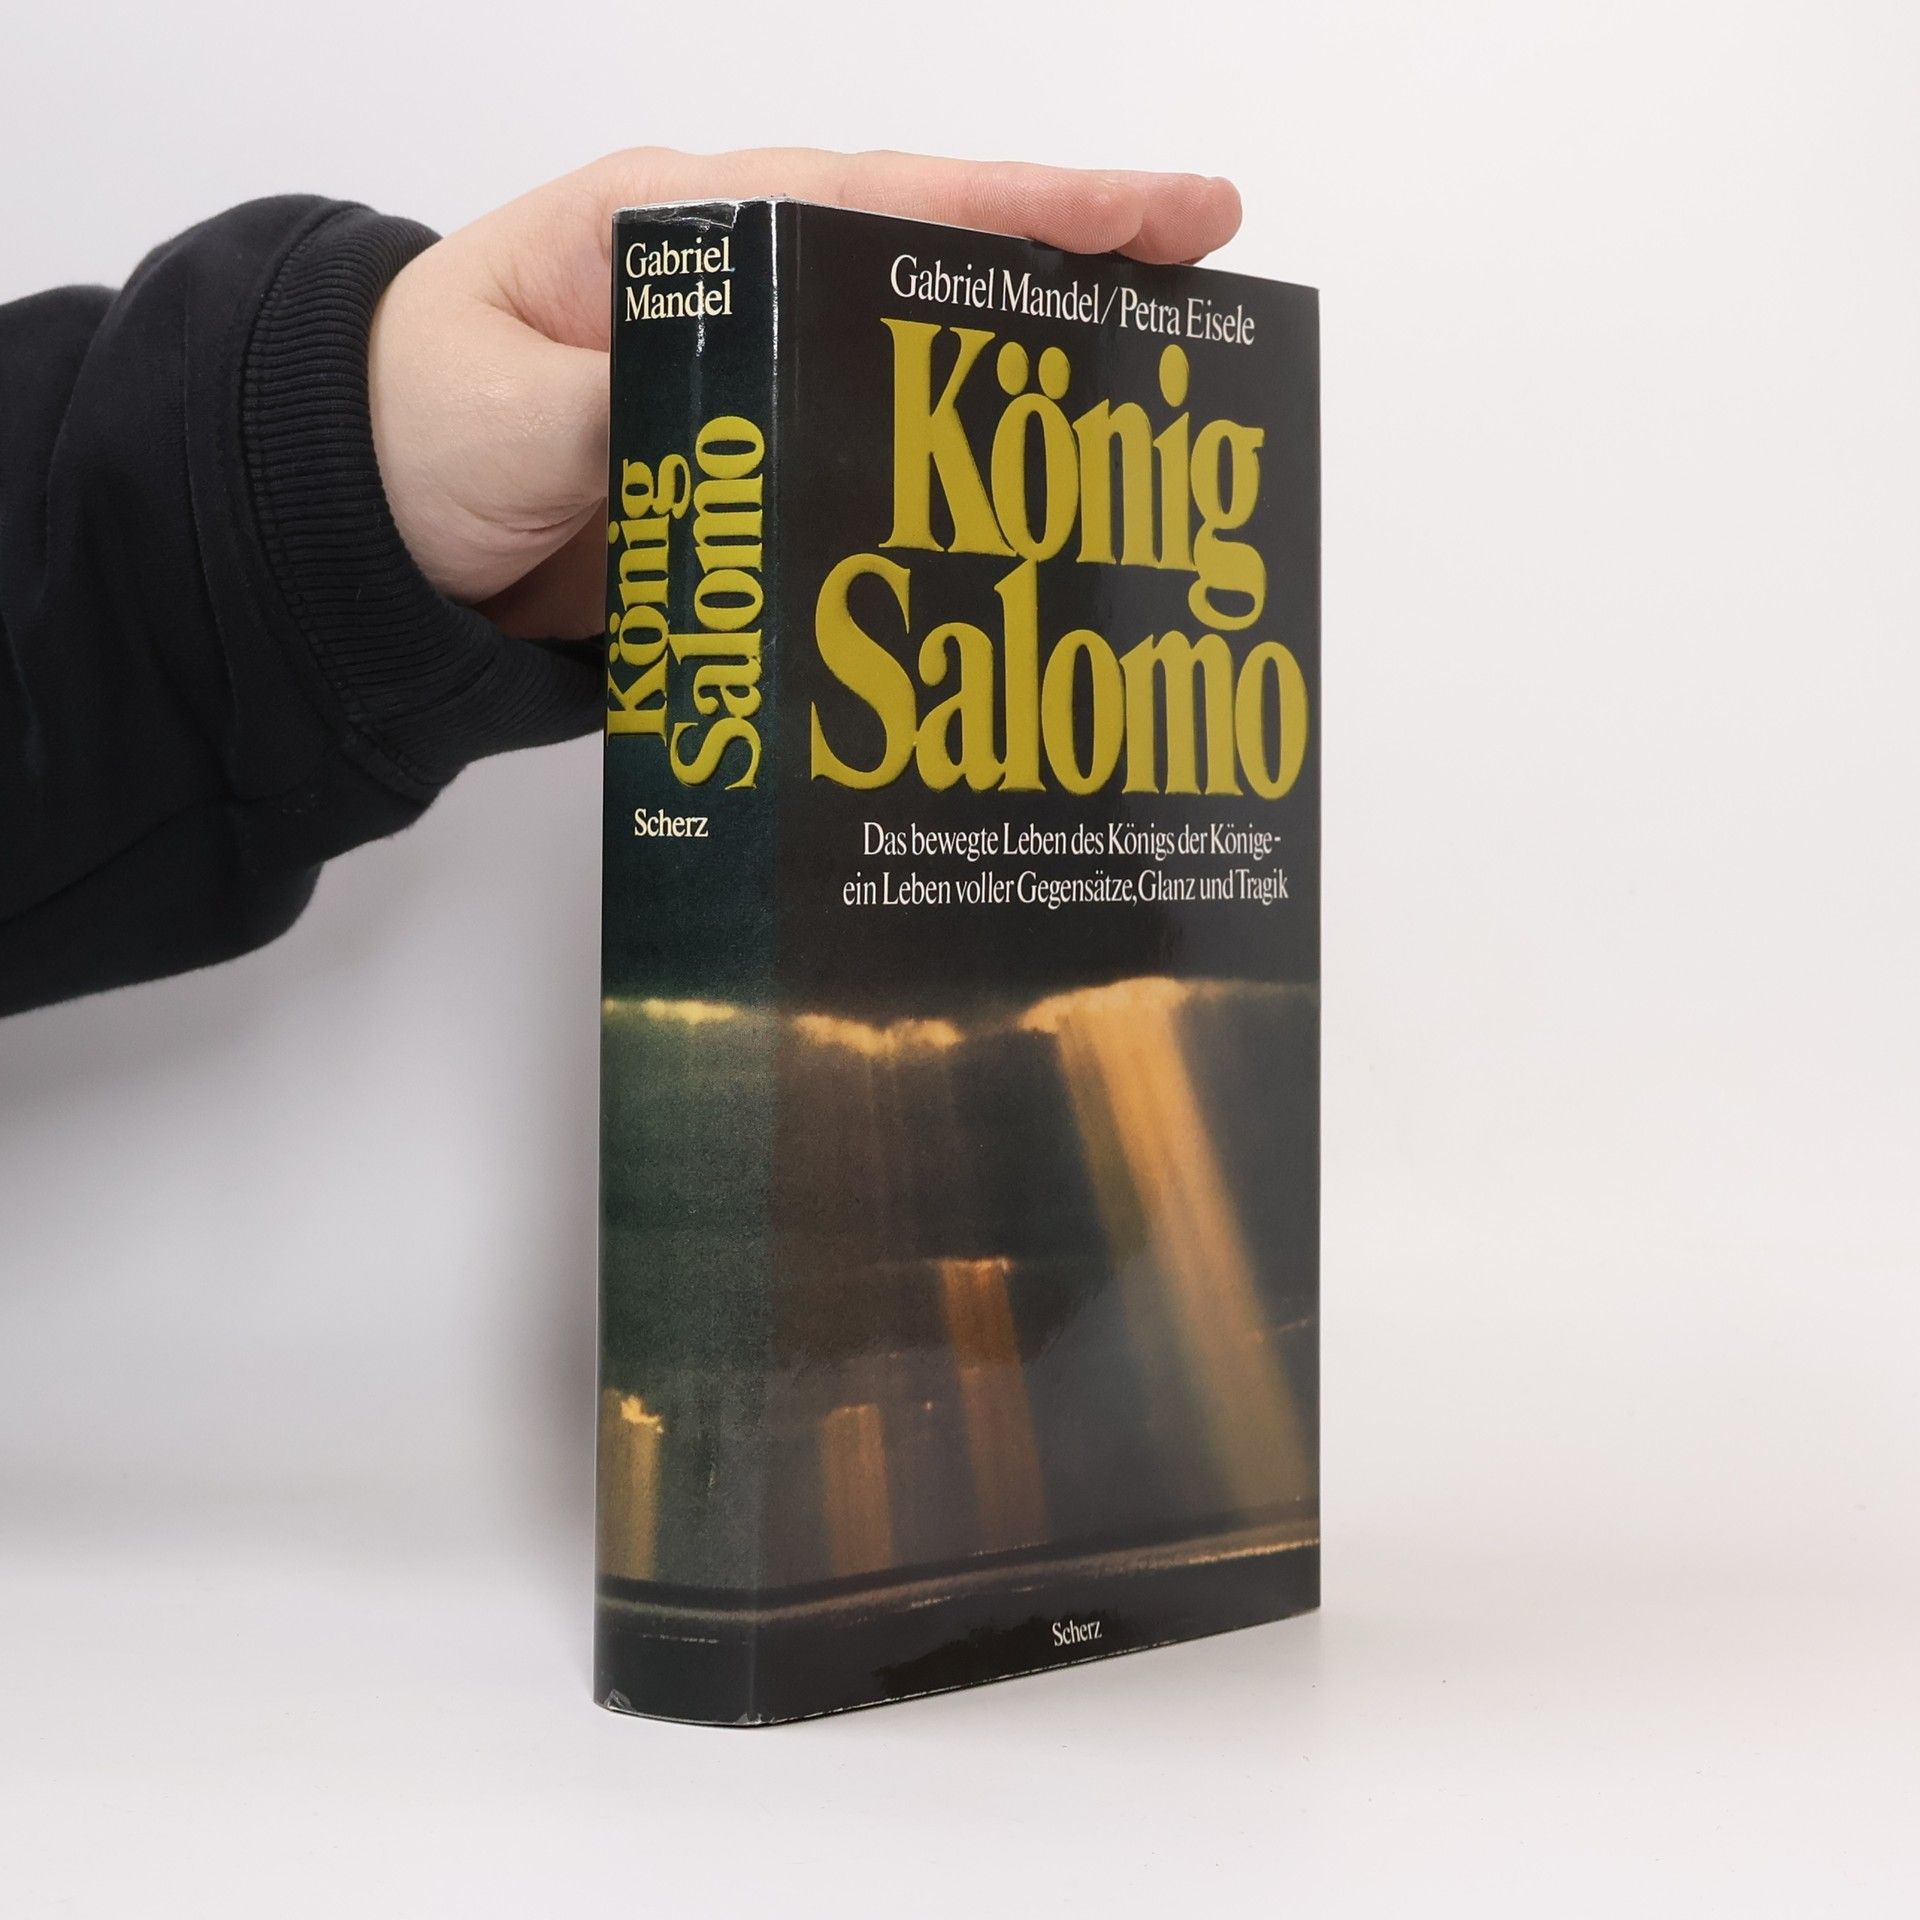 Gabriel
Mandel
König
Salomo
Scherz
Gabriel Mandel/Petra Eisele
König
Salomo
Das bewegte Leben des Königs der Könige-
ein Leben voller Gegensätze, Glanz und Tragik
Scherz